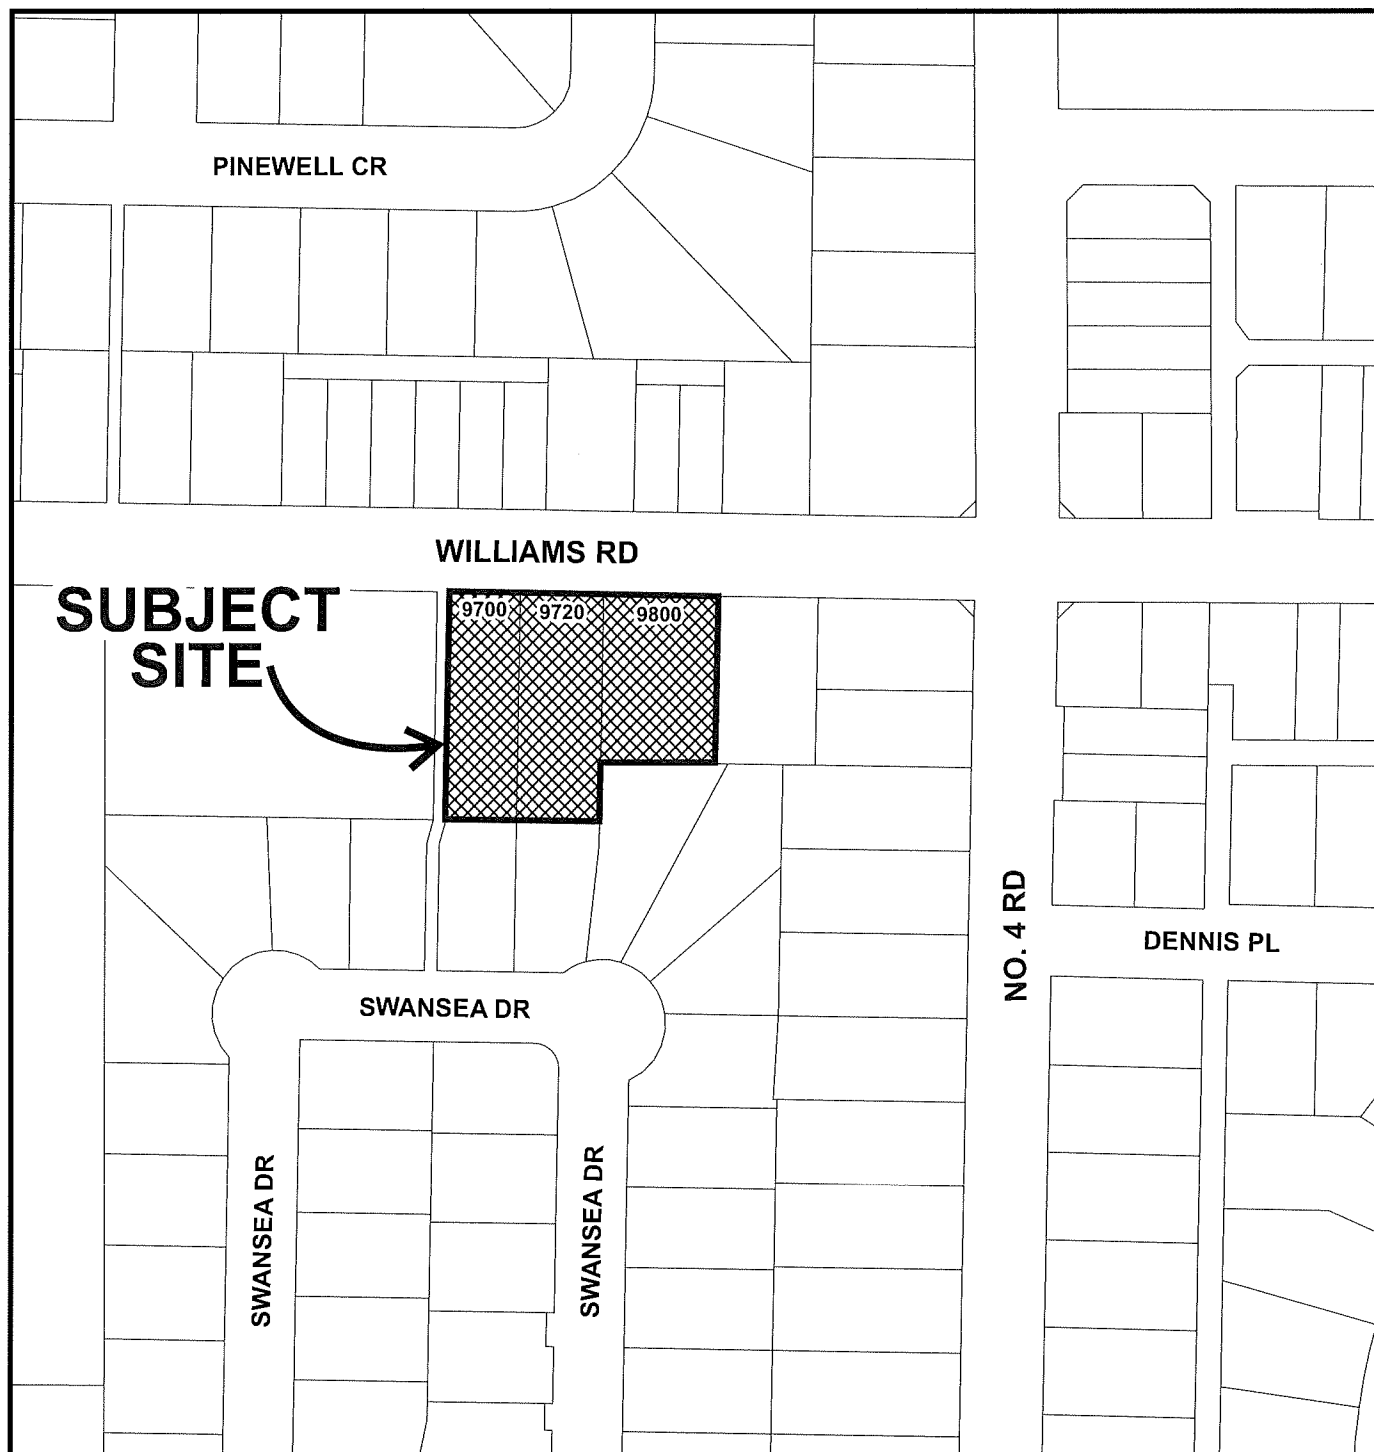 PINEWELL CR
WILLIAMS RD
SUBJECT
SITE
9700
9720
9800
NO. 4 RD
DENNIS PL
SWANSEA DR
SWANSEA DR
SWANSEA DR